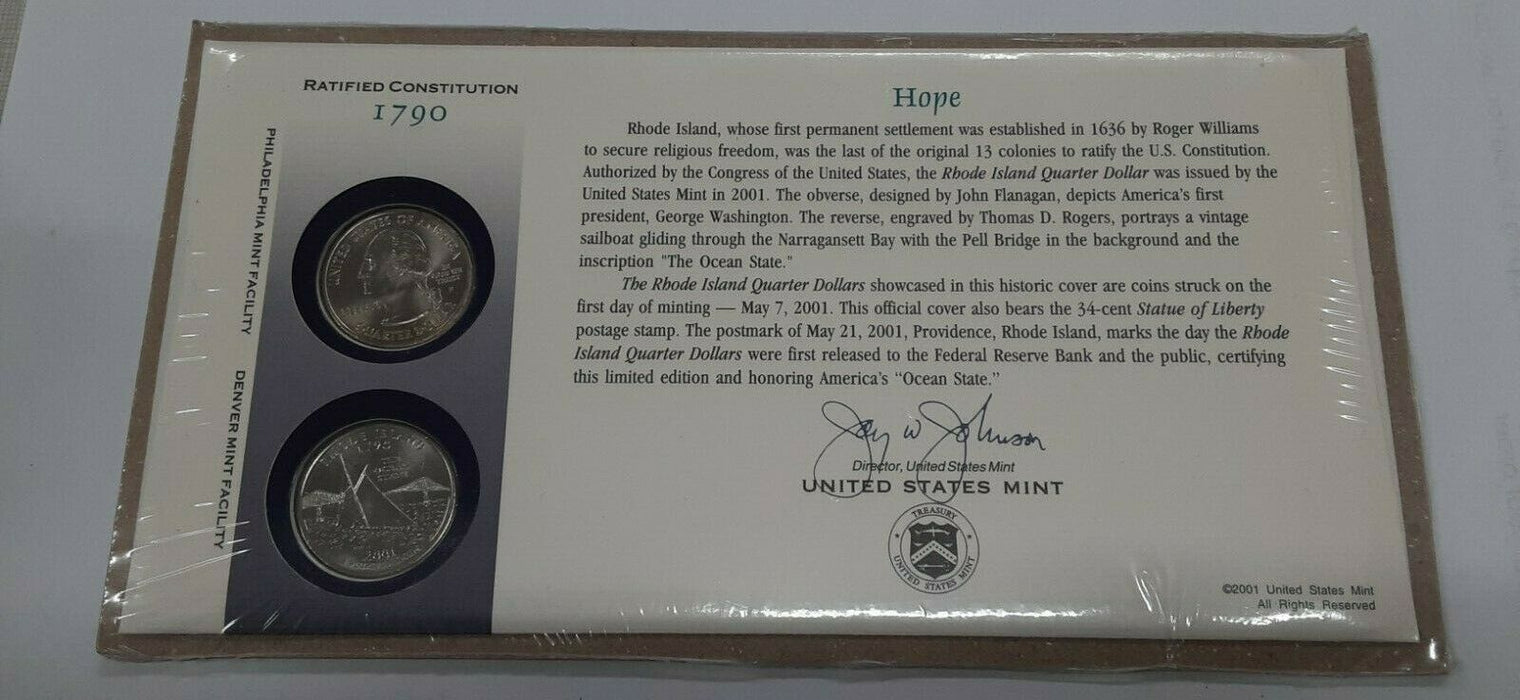 RATIFIED CONSTITUTION
1790
PHILADELPHIA MINT FACILITY
DENVER MINT FACILITY
UNITED STATES OF AMERICA
QUARTER
1790
2001
Hope
Rhode Island, whose first permanent settlement was established in 1636 by Roger Williams
to secure religious freedom, was the last of the original 13 colonies to ratify the U.S. Constitution.
Authorized by the Congress of the United States, the Rhode Island Quarter Dollar was issued by the
United States Mint in 2001. The obverse, designed by John Flanagan, depicts America's first
president, George Washington. The reverse, engraved by Thomas D. Rogers, portrays a vintage
sailboat gliding through the Narragansett Bay with the Pell Bridge in the background and the
inscription "The Ocean State."
The Rhode Island Quarter Dollars showcased in this historic cover are coins struck on the
first day of minting — May 7, 2001. This official cover also bears the 34-cent Statue of Liberty
postage stamp. The postmark of May 21, 2001, Providence, Rhode Island, marks the day the Rhode
Island Quarter Dollars were first released to the Federal Reserve Bank and the public, certifying
this limited edition and honoring America's “Ocean State.”
Jay W Johnson
Director, United States Mint
UNITED STATES MINT
TREASURY
UNITED STATES MINT
©2001 United States Mint
All Rights Reserved